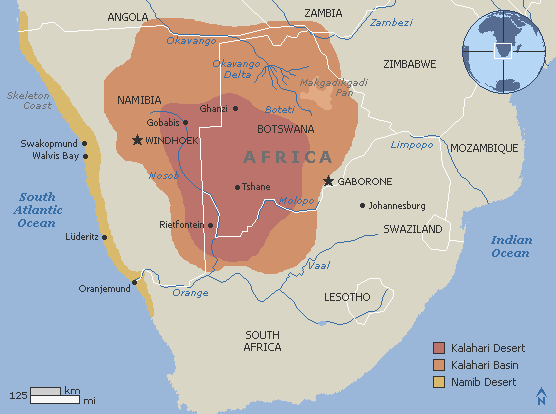 ANGOLA
ZAMBIA
Zambezi
Okavango
Okavango
Delta
ZIMBABWE
Makgadikgadi
Pan
Skeleton
Coast
NAMIBIA
Ghanzi
Boteti
Gobabis
BOTSWANA
Swakopmund
WINDHOEK
Limpopo
MOZAMBIQUE
Walvis Bay
AFRICA
Nosob
Tshane
GABORONE
South
Atlantic
Ocean
Molopo
Johannesburg
Rietfontein
SWAZILAND
Lüderitz
Indian
Ocean
Vaal
Oranjemund
Orange
LESOTHO
SOUTH
AFRICA
Kalahari Desert
Kalahari Basin
Namib Desert
125 km
mi
N